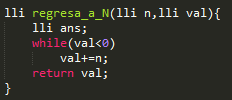 lli regresa_a_N(lli n,lli val){
    lli ans;
    while(val<0)
        val+=n;
    return val;
}